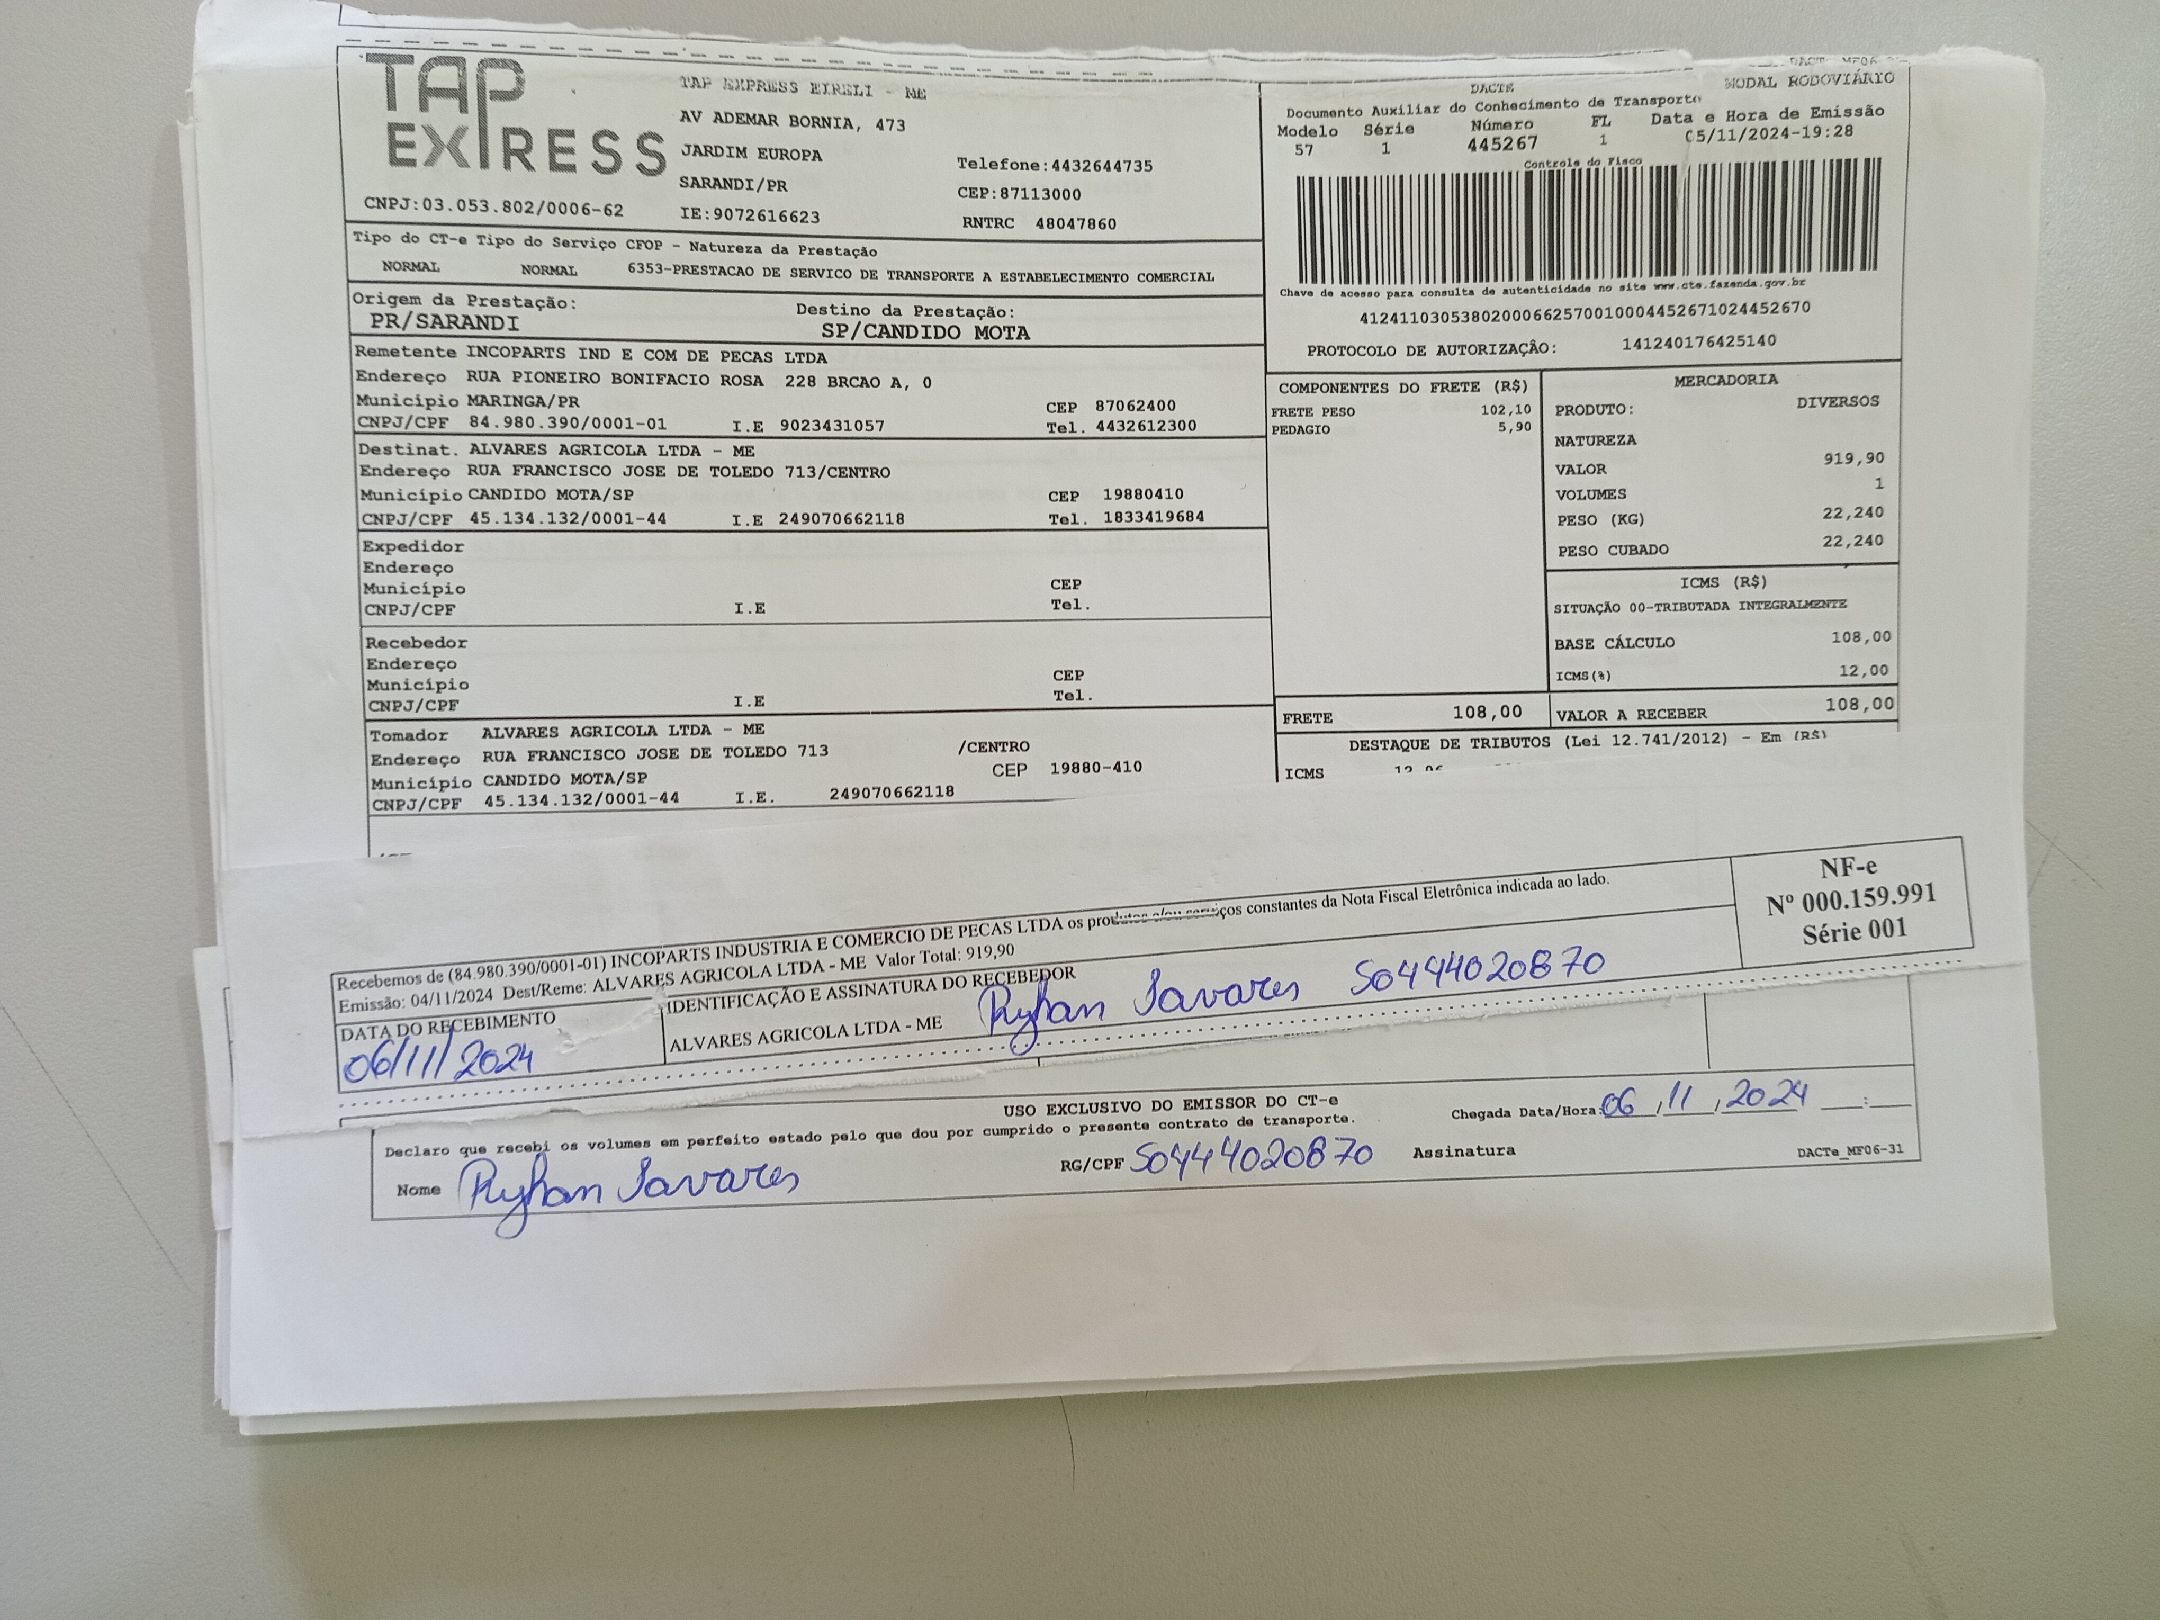 TAP
EXPRESS
CNPJ:03.053.802/0006-62
TAP EXPRESS EIRELI - ME
AV ADEMAR BORNIA, 473
JARDIM EUROPA
SARANDI/PR
IE:9072616623
Telefone:4432644735
CEP:87113000
RNTRC 48047860
DACTE MODAL RODOVIÁRIO
Documento Auxiliar do Conhecimento de Transporte
Modelo Série Número FL Data e Hora de Emissão
57 1 445267 1 05/11/2024-19:28
Controle do Fisco
Chave de acesso para consulta de autenticidade no site www.cte.fazenda.gov.br
41241103053802000662570010004452671024452670
PROTOCOLO DE AUTORIZAÇÂO: 141240176425140
Tipo do CT-e Tipo do Serviço CFOP - Natureza da Prestação
NORMAL NORMAL 6353-PRESTACAO DE SERVICO DE TRANSPORTE A ESTABELECIMENTO COMERCIAL
Origem da Prestação: Destino da Prestação:
PR/SARANDI SP/CANDIDO MOTA
Remetente INCOPARTS IND E COM DE PECAS LTDA
Endereço RUA PIONEIRO BONIFACIO ROSA 228 BRCAO A, 0
Município MARINGA/PR CEP 87062400
CNPJ/CPF 84.980.390/0001-01 I.E 9023431057 Tel. 4432612300
Destinat. ALVARES AGRICOLA LTDA - ME
Endereço RUA FRANCISCO JOSE DE TOLEDO 713/CENTRO
Município CANDIDO MOTA/SP CEP 19880410
CNPJ/CPF 45.134.132/0001-44 I.E 249070662118 Tel. 1833419684
Expedidor
Endereço
Município CEP
CNPJ/CPF I.E Tel.
Recebedor
Endereço
Município CEP
CNPJ/CPF I.E Tel.
Tomador ALVARES AGRICOLA LTDA - ME
Endereço RUA FRANCISCO JOSE DE TOLEDO 713 /CENTRO
Município CANDIDO MOTA/SP CEP 19880-410
CNPJ/CPF 45.134.132/0001-44 I.E. 249070662118
COMPONENTES DO FRETE (R$)
FRETE PESO 102,10
PEDAGIO 5,90
MERCADORIA
PRODUTO: DIVERSOS
NATUREZA
VALOR 919,90
VOLUMES 1
PESO (KG) 22,240
PESO CUBADO 22,240
ICMS (R$)
SITUAÇÃO 00-TRIBUTADA INTEGRALMENTE
BASE CÁLCULO 108,00
ICMS(%) 12,00
FRETE 108,00 VALOR A RECEBER 108,00
DESTAQUE DE TRIBUTOS (Lei 12.741/2012) - Em (R$)
ICMS
Recebemos de (84.980.390/0001-01) INCOPARTS INDUSTRIA E COMERCIO DE PECAS LTDA os produtos e/ou serviços constantes da Nota Fiscal Eletrônica indicada ao lado.
Emissão: 04/11/2024 Dest/Reme: ALVARES AGRICOLA LTDA - ME Valor Total: 919,90
DATA DO RECEBIMENTO
06/11/2024
IDENTIFICAÇÃO E ASSINATURA DO RECEBEDOR
ALVARES AGRICOLA LTDA - ME Ryhan Tavares 50444020870
NF-e
Nº 000.159.991
Série 001
USO EXCLUSIVO DO EMISSOR DO CT-e
Chegada Data/Hora: 06/11/2024 __:__
Declaro que recebi os volumes em perfeito estado pelo que dou por cumprido o presente contrato de transporte.
Nome Ryhan Tavares RG/CPF 50444020870 Assinatura
DACTe_MF06-31